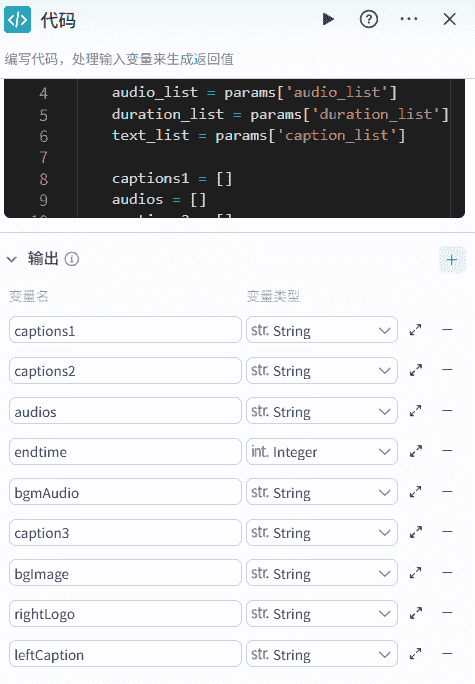 代码
编写代码，处理输入变量来生成返回值
4 audio_list = params['audio_list']
5 duration_list = params['duration_list']
6 text_list = params['caption_list']
7
8 captions1 = []
9 audios = []
输出
变量名 变量类型
captions1 str. String
captions2 str. String
audios str. String
endtime int. Integer
bgmAudio str. String
caption3 str. String
bgImage str. String
rightLogo str. String
leftCaption str. String